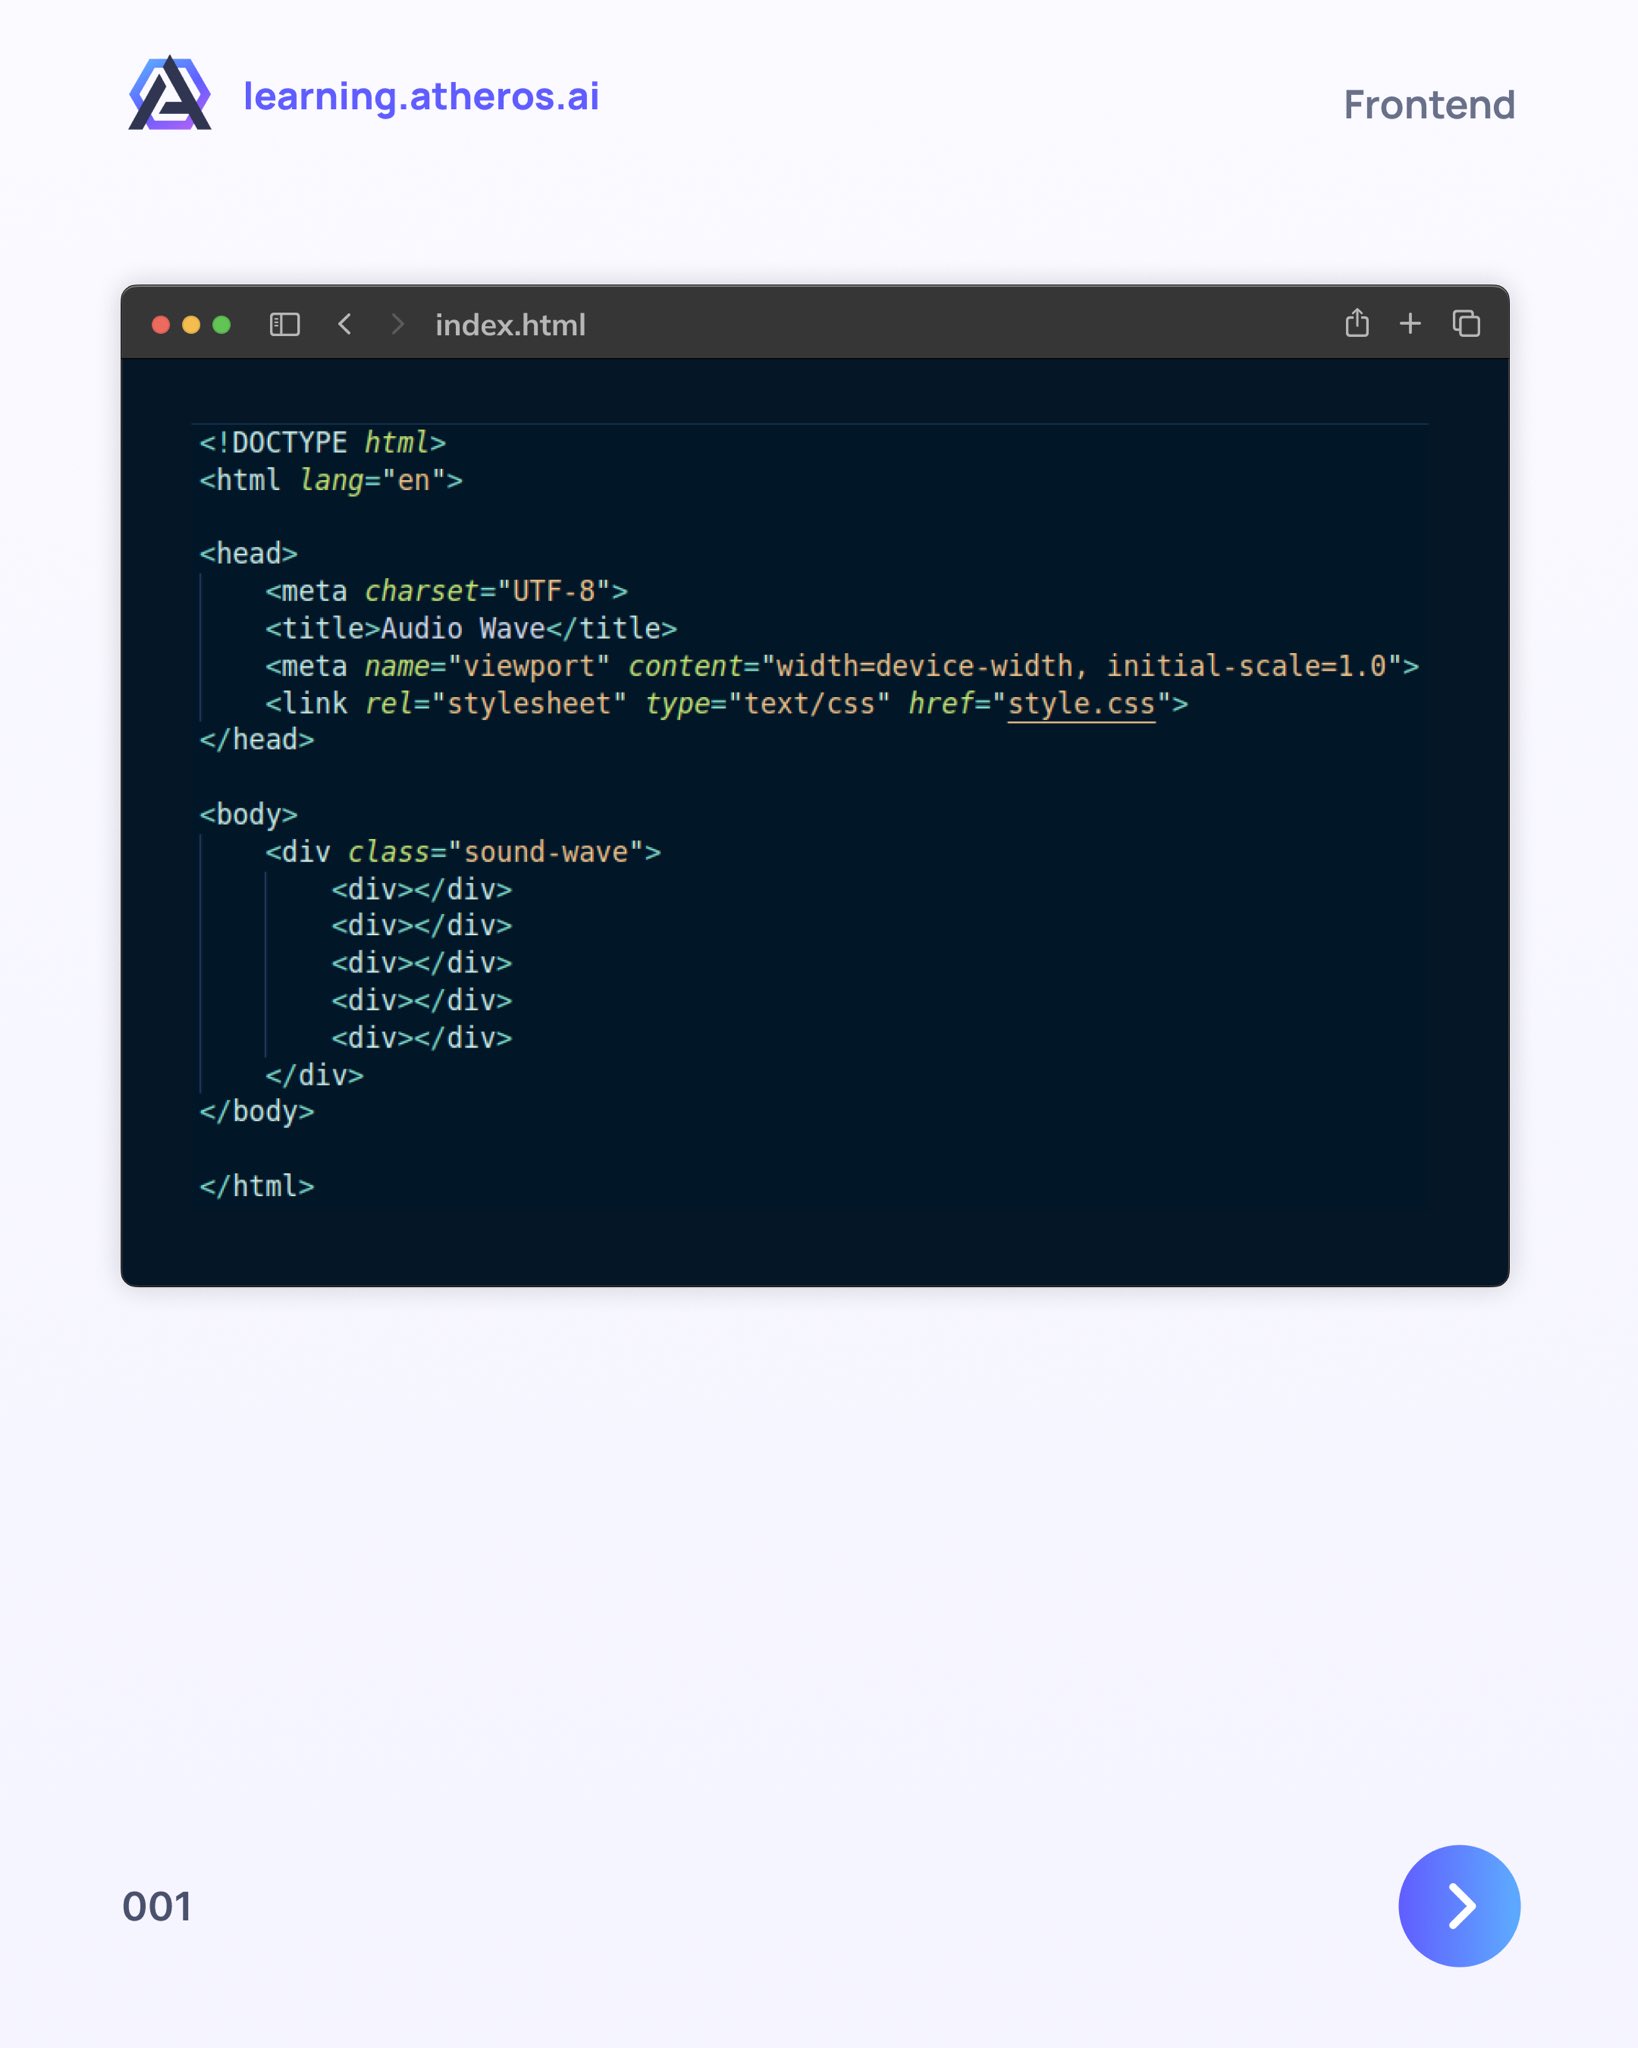 learning.atheros.ai
Frontend
index.html
<!DOCTYPE html>
<html lang="en">
<head>
<meta charset="UTF-8">
<title>Audio Wave</title>
<meta name="viewport" content="width=device-width, initial-scale=1.0">
<link rel="stylesheet" type="text/css" href="style.css">
</head>
<body>
<div class="sound-wave">
<div></div>
<div></div>
<div></div>
<div></div>
<div></div>
</div>
</body>
</html>
001